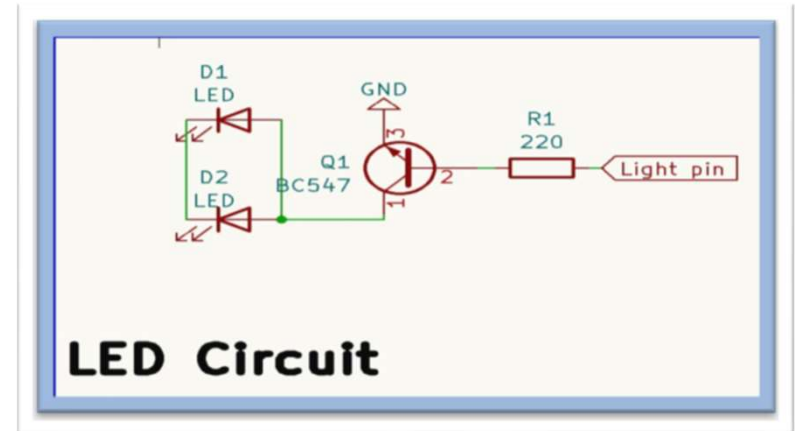 D1
LED
GND
3
R1
220
Q1
BC547
2
Light pin
D2
LED
1
LED Circuit